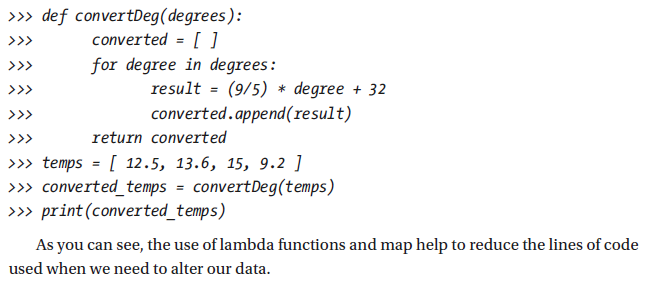 >>> def convertDeg(degrees):
>>>     converted = [ ]
>>>     for degree in degrees:
>>>             result = (9/5) * degree + 32
>>>             converted.append(result)
>>>     return converted
>>> temps = [ 12.5, 13.6, 15, 9.2 ]
>>> converted_temps = convertDeg(temps)
>>> print(converted_temps)
As you can see, the use of lambda functions and map help to reduce the lines of code
used when we need to alter our data.